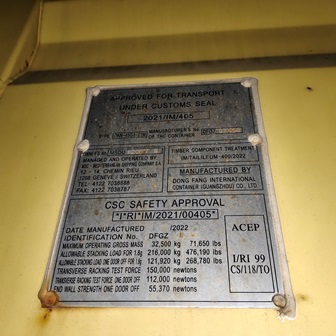 APPROVED FOR TRANSPORT
UNDER CUSTOMS SEAL
2021/IM/405
TYPE
MANUFACTURER'S No.
OF THE CONTAINER
MANAGED AND OPERATED BY
MSC - MEDITERRANEAN SHIPPING COMPANY S.A.
12 - 14 CHEMIN RIEU
1208 GENEVE / SWITZERLAND
TEL: 4122 7038888
FAX: 4122 7038787
TIMBER COMPONENT TREATMENT
2022
MANUFACTURED BY
DONG FANG INTERNATIONAL
CONTAINER (GUANGZHOU) CO., LTD.
CSC SAFETY APPROVAL
"I*RI*IM/2021/00405"
DATE MANUFACTURED /2022
IDENTIFICATION No. DFGZ
MAXIMUM OPERATING GROSS MASS 32,500 kg 71,650 lbs
ALLOWABLE STACKING LOAD FOR 1.8g 216,000 kg 476,190 lbs
ALLOWABLE STACKING LOAD ONE DOOR OFF FOR 1.8g 121,920 kg 268,780 lbs
TRANSVERSE RACKING TEST FORCE 150,000 newtons
TRANSVERSE RACKING TEST FORCE ONE DOOR OFF 112,000 newtons
END WALL STRENGTH ONE DOOR OFF 55,370 newtons
ACEP
I/RI 99
CS/118/TO